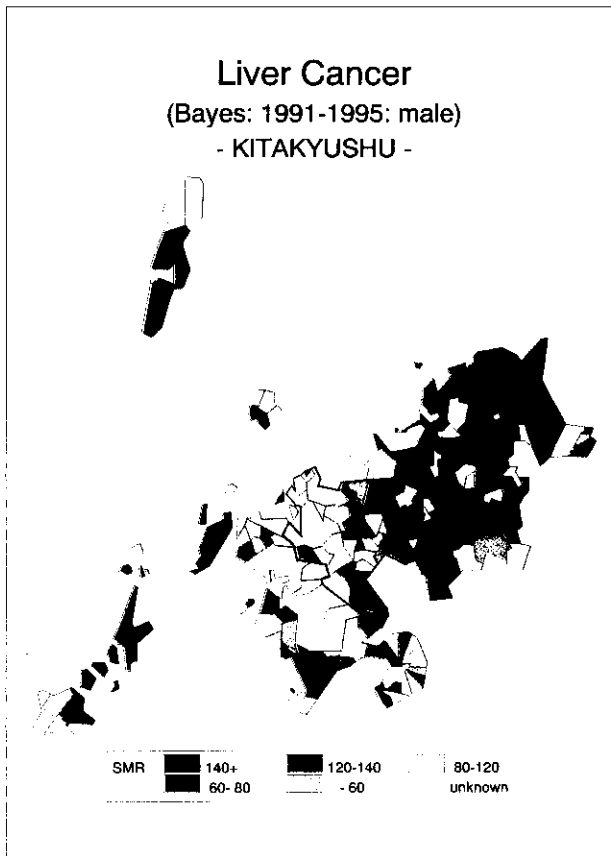 Liver Cancer
(Bayes: 1991-1995: male)
- KITAKYUSHU -
SMR 140+ 120-140 80-120
60- 80 - 60 unknown